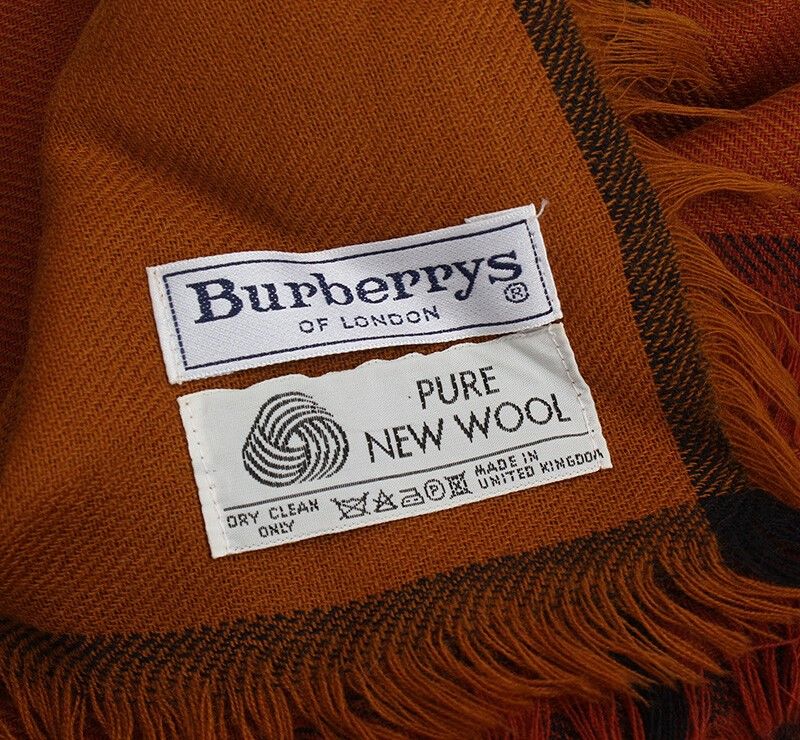 Burberrys®
OF LONDON
PURE
NEW WOOL
DRY CLEAN
ONLY
P
MADE IN
UNITED KINGDOM